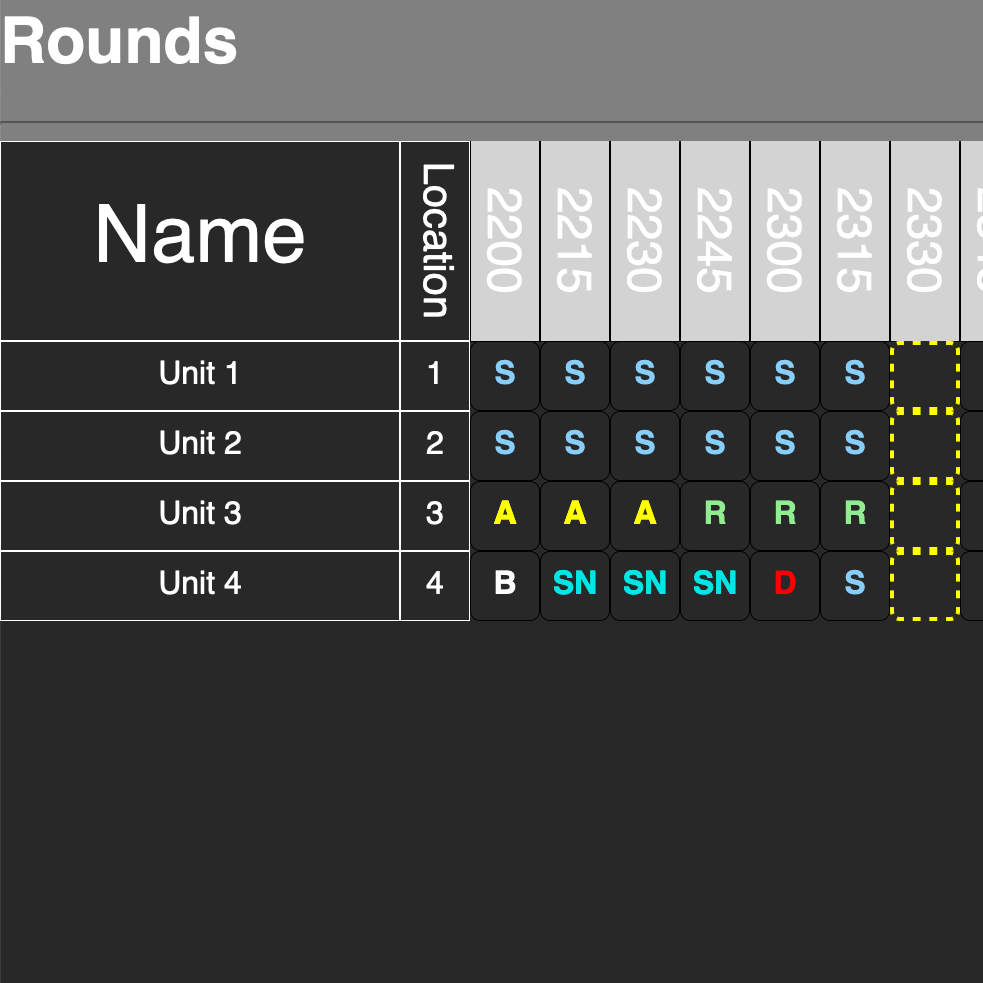 Rounds
Name Location 2200 2215 2230 2245 2300 2315 2330
Unit 1 1 S S S S S S
Unit 2 2 S S S S S S
Unit 3 3 A A A R R R
Unit 4 4 B SN SN SN D S